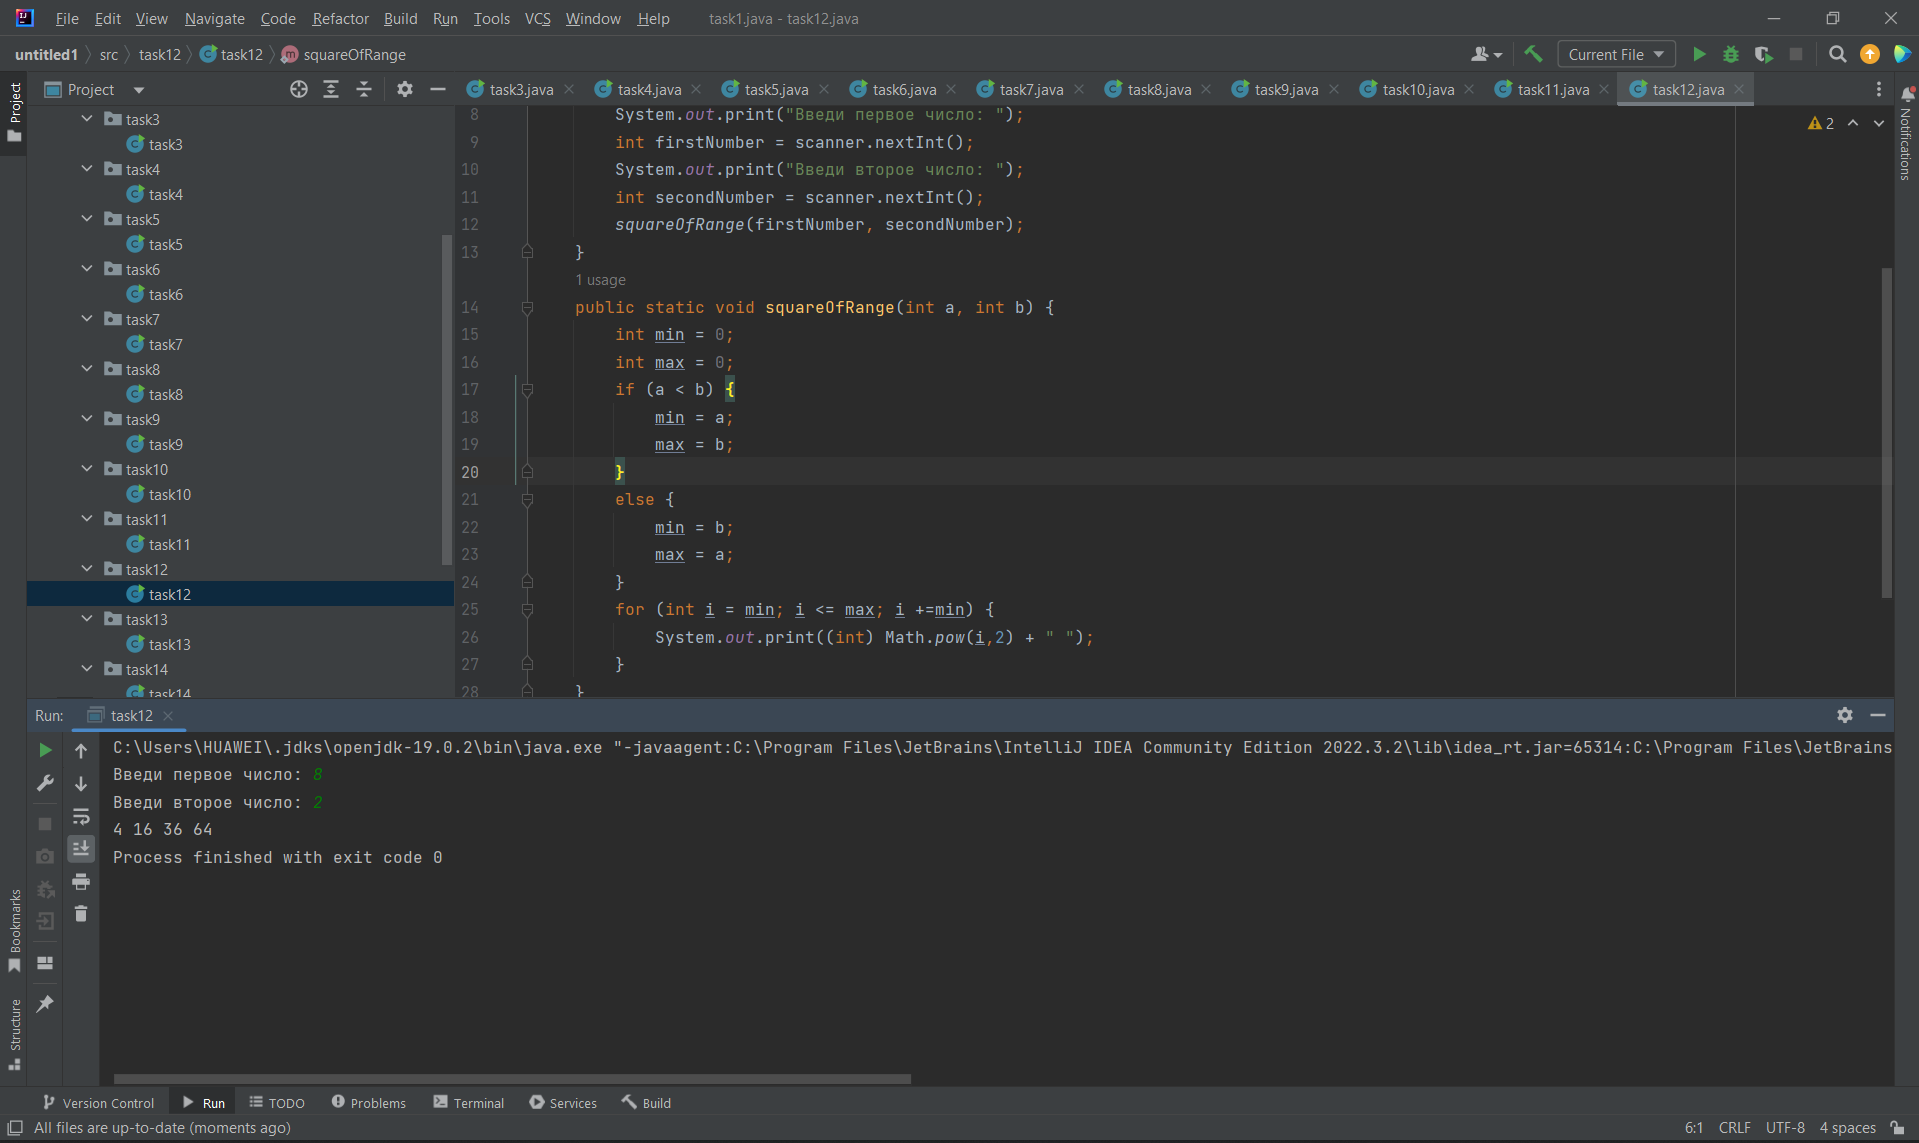 File Edit View Navigate Code Refactor Build Run Tools VCS Window Help task1.java - task12.java
untitled1 src task12 task12 squareOfRange Current File
Project task3.java task4.java task5.java task6.java task7.java task8.java task9.java task10.java task11.java task12.java
Project
Notifications
task3
task3
task4
task4
task5
task5
task6
task6
task7
task7
task8
task8
task9
task9
task10
task10
task11
task11
task12
task12
task13
task13
task14
task14
2
8 System.out.print("Введи первое число: ");
9 int firstNumber = scanner.nextInt();
10 System.out.print("Введи второе число: ");
11 int secondNumber = scanner.nextInt();
12 squareOfRange(firstNumber, secondNumber);
13 }
1 usage
14 public static void squareOfRange(int a, int b) {
15 int min = 0;
16 int max = 0;
17 if (a < b) {
18 min = a;
19 max = b;
20 }
21 else {
22 min = b;
23 max = a;
24 }
25 for (int i = min; i <= max; i +=min) {
26 System.out.print((int) Math.pow(i,2) + " ");
27 }
28 }
Run: task12
C:\Users\HUAWEI\.jdks\openjdk-19.0.2\bin\java.exe "-javaagent:C:\Program Files\JetBrains\IntelliJ IDEA Community Edition 2022.3.2\lib\idea_rt.jar=65314:C:\Program Files\JetBrains
Введи первое число: 8
Введи второе число: 2
4 16 36 64
Process finished with exit code 0
Bookmarks
Structure
Version Control Run TODO Problems Terminal Services Build
All files are up-to-date (moments ago) 6:1 CRLF UTF-8 4 spaces